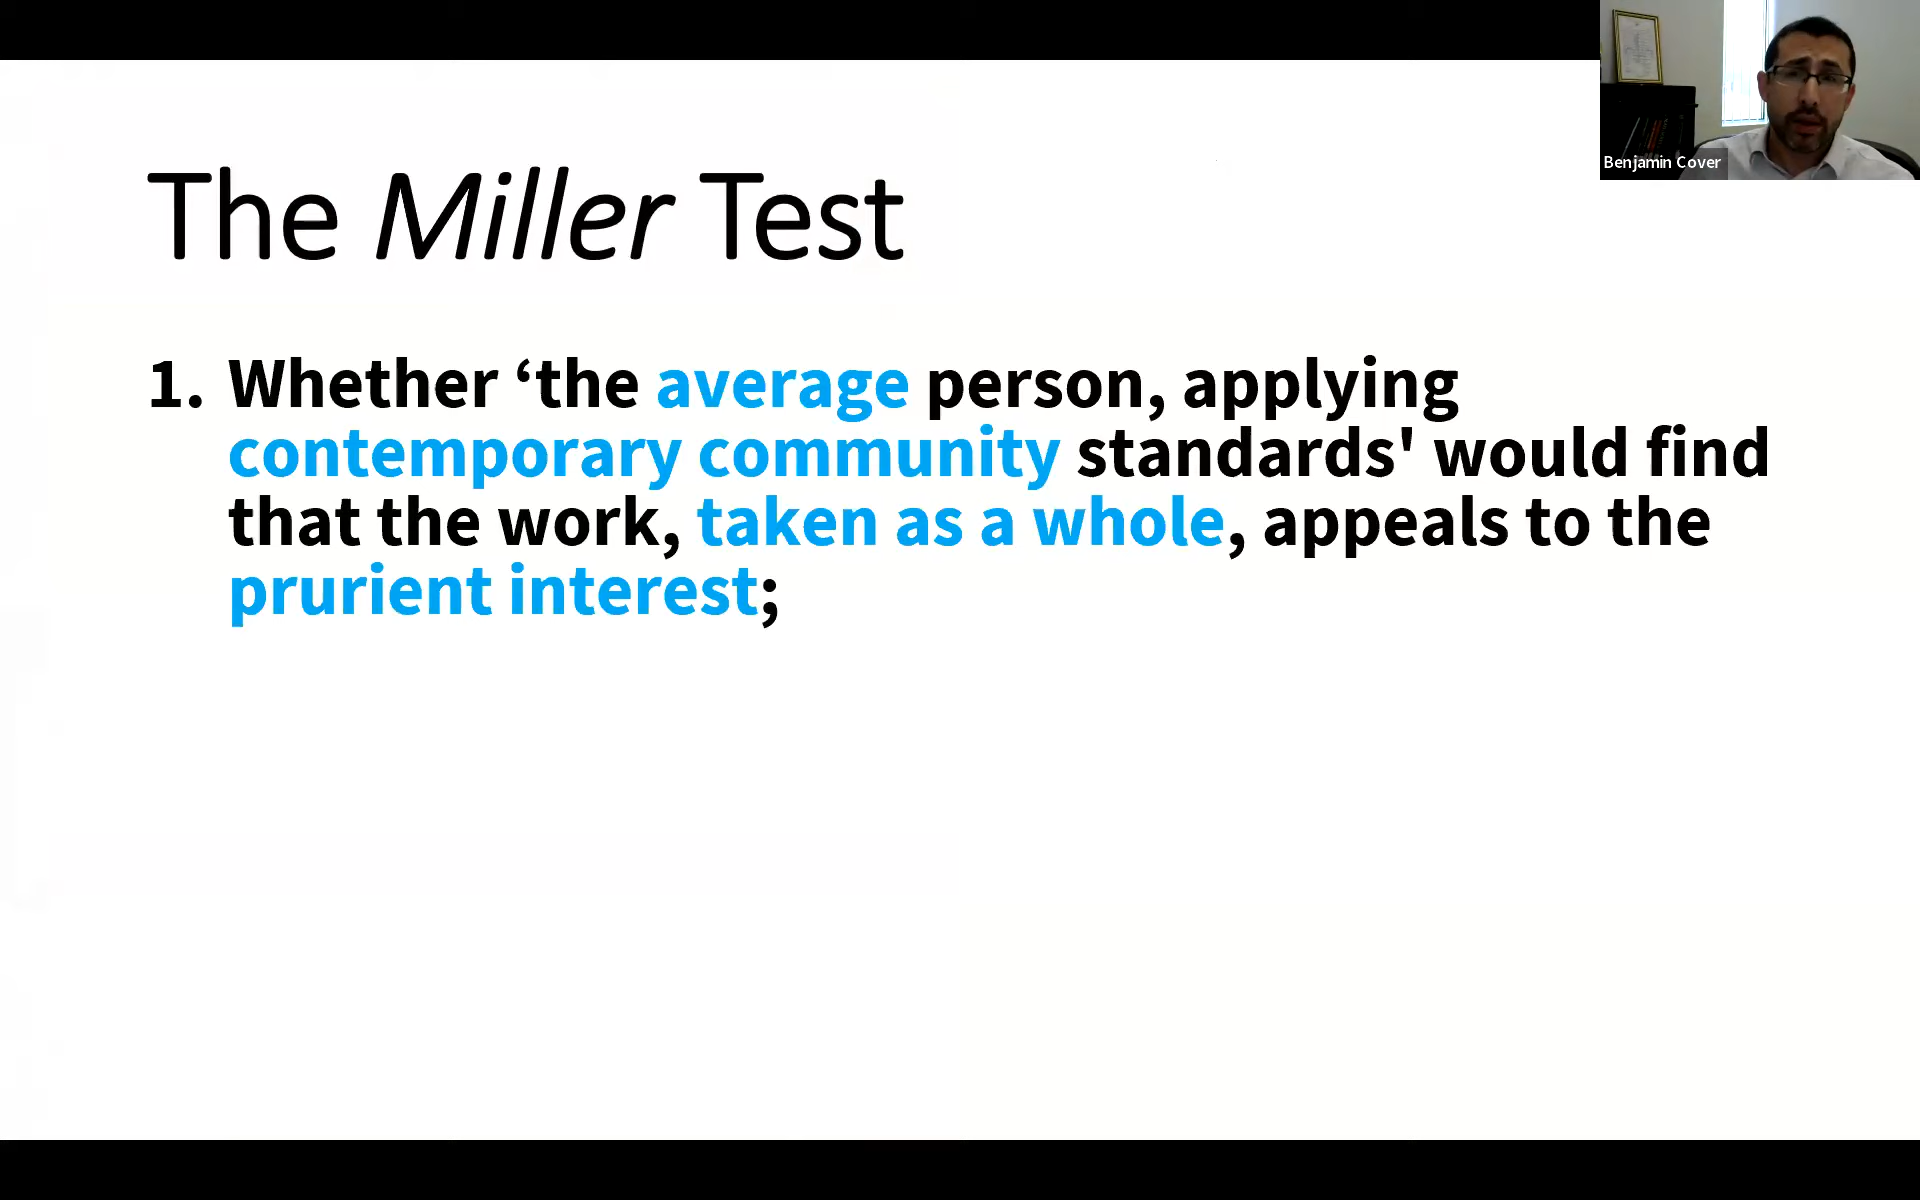 Benjamin Cover
The Miller Test
1. Whether ‘the average person, applying
contemporary community standards' would find
that the work, taken as a whole, appeals to the
prurient interest;